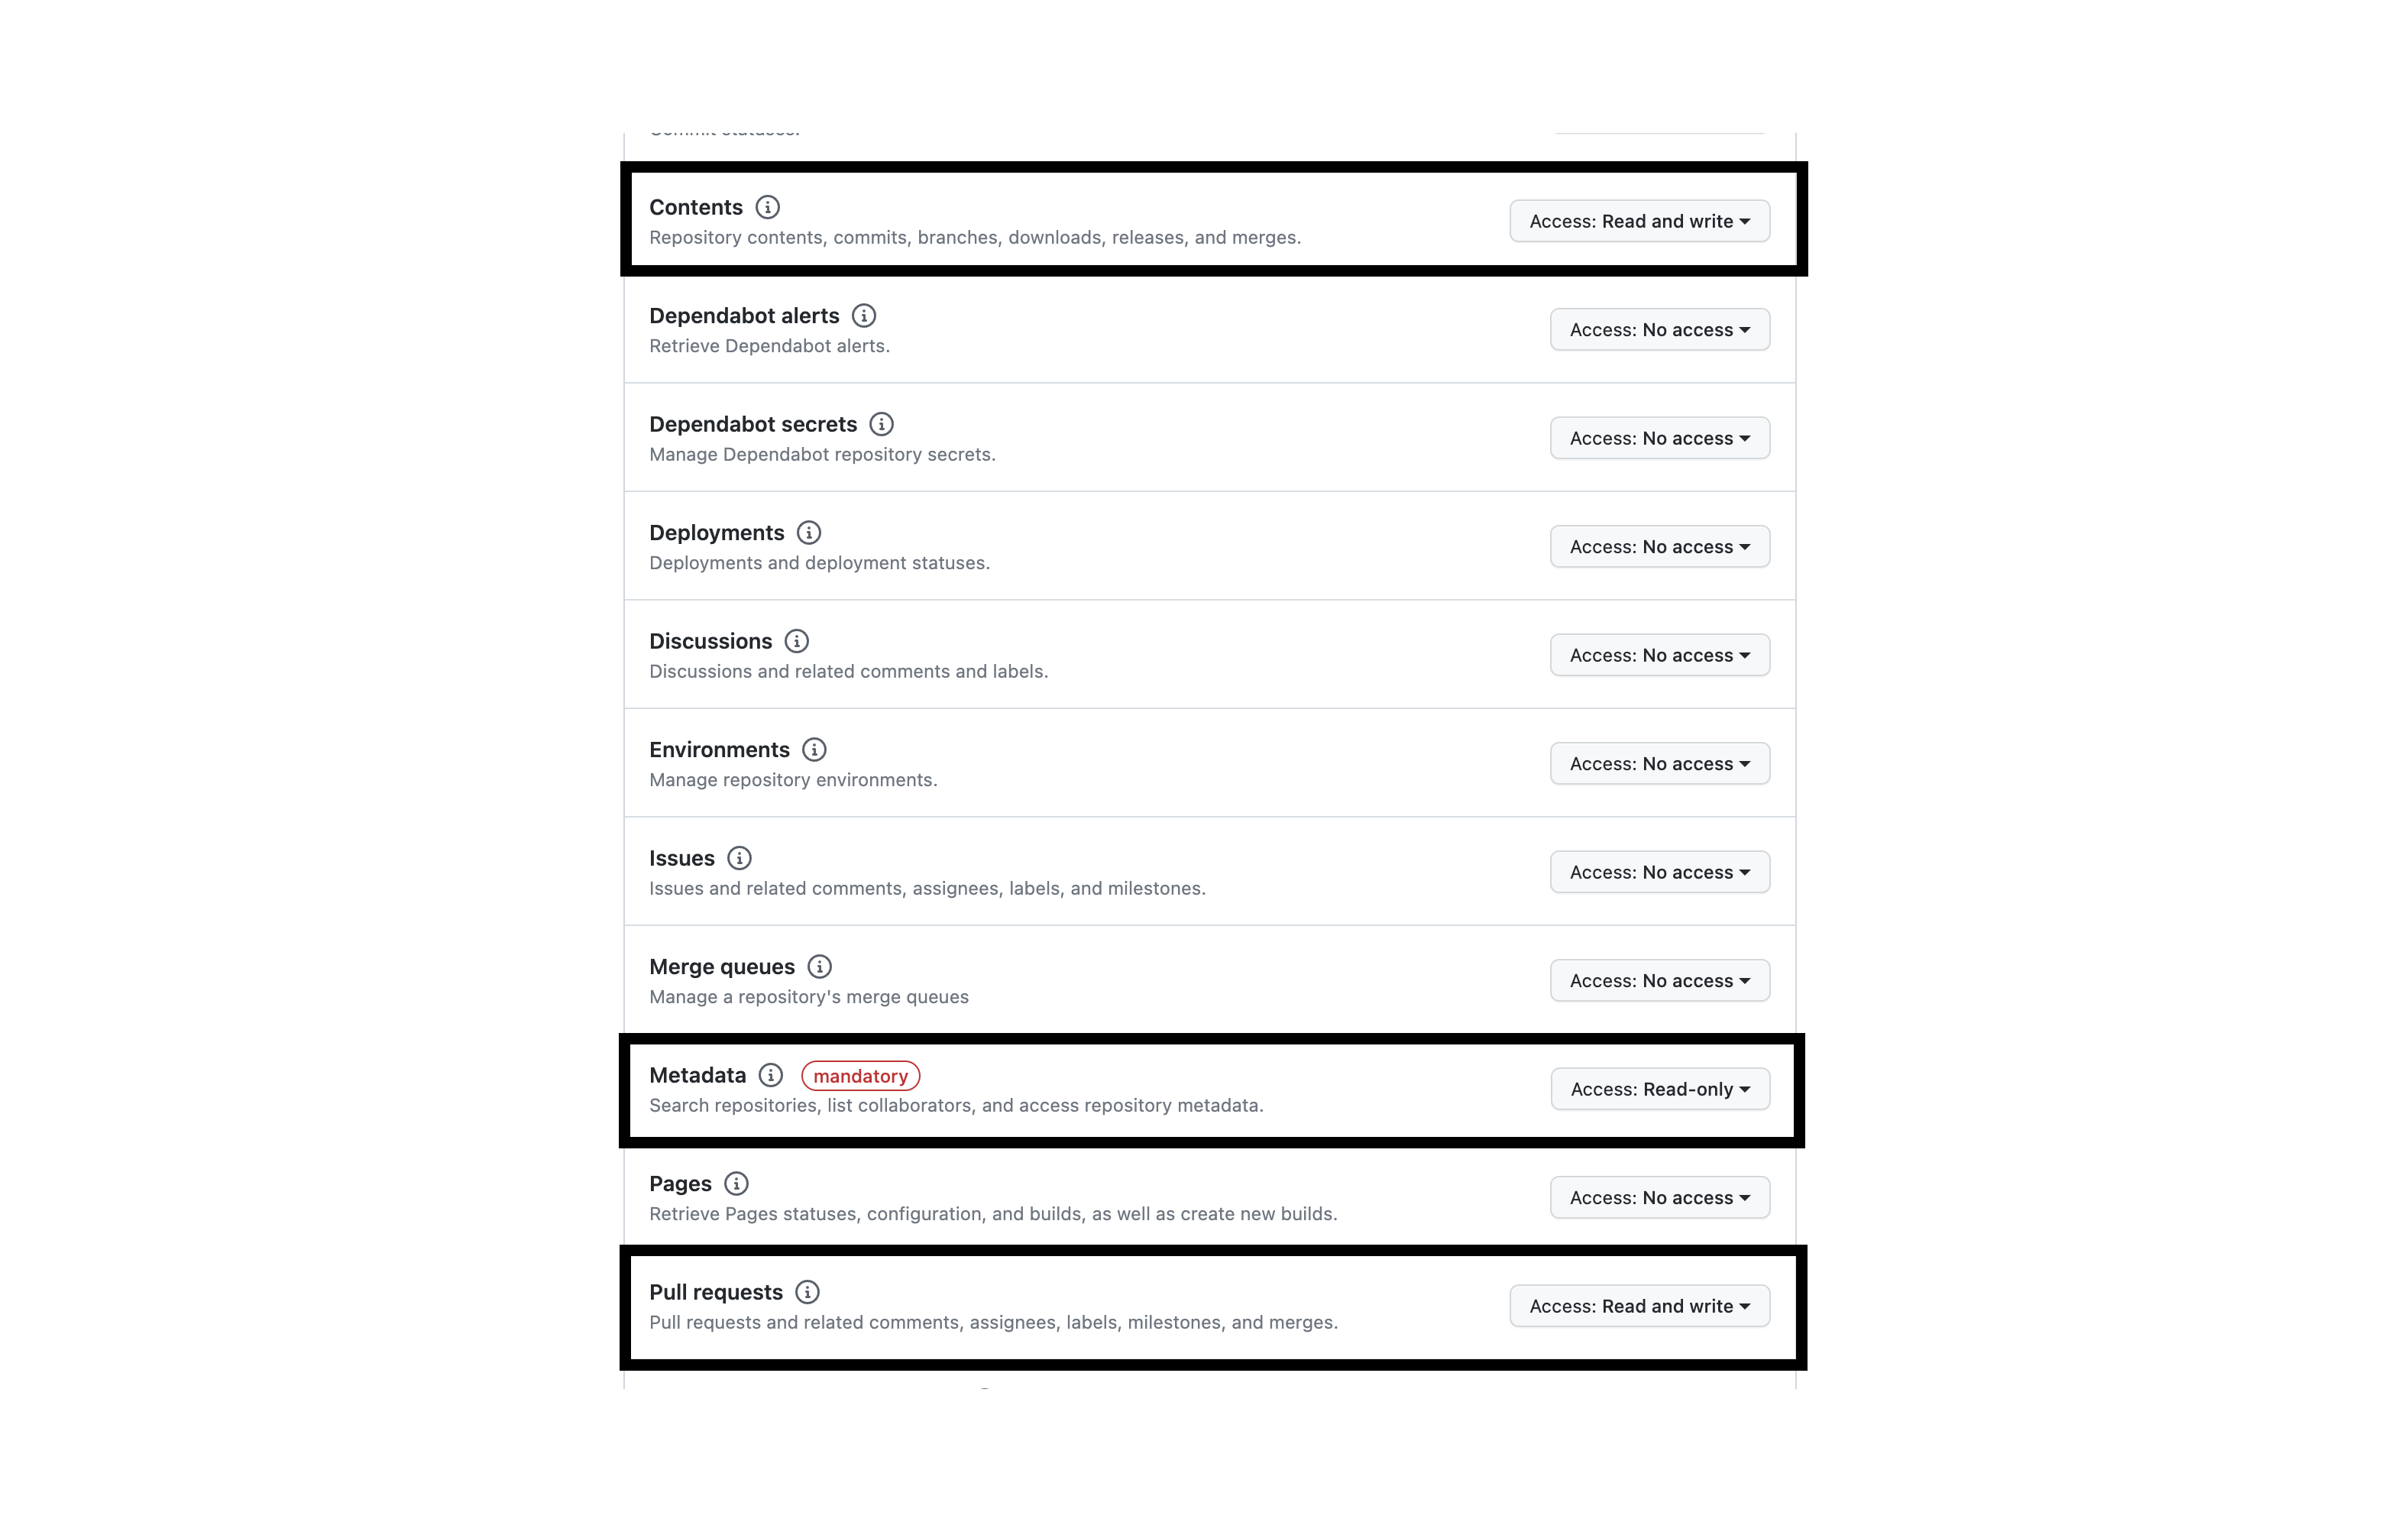 Contents
Repository contents, commits, branches, downloads, releases, and merges.
Access: Read and write
Dependabot alerts
Retrieve Dependabot alerts.
Access: No access
Dependabot secrets
Manage Dependabot repository secrets.
Access: No access
Deployments
Deployments and deployment statuses.
Access: No access
Discussions
Discussions and related comments and labels.
Access: No access
Environments
Manage repository environments.
Access: No access
Issues
Issues and related comments, assignees, labels, and milestones.
Access: No access
Merge queues
Manage a repository's merge queues
Access: No access
Metadata mandatory
Search repositories, list collaborators, and access repository metadata.
Access: Read-only
Pages
Retrieve Pages statuses, configuration, and builds, as well as create new builds.
Access: No access
Pull requests
Pull requests and related comments, assignees, labels, milestones, and merges.
Access: Read and write